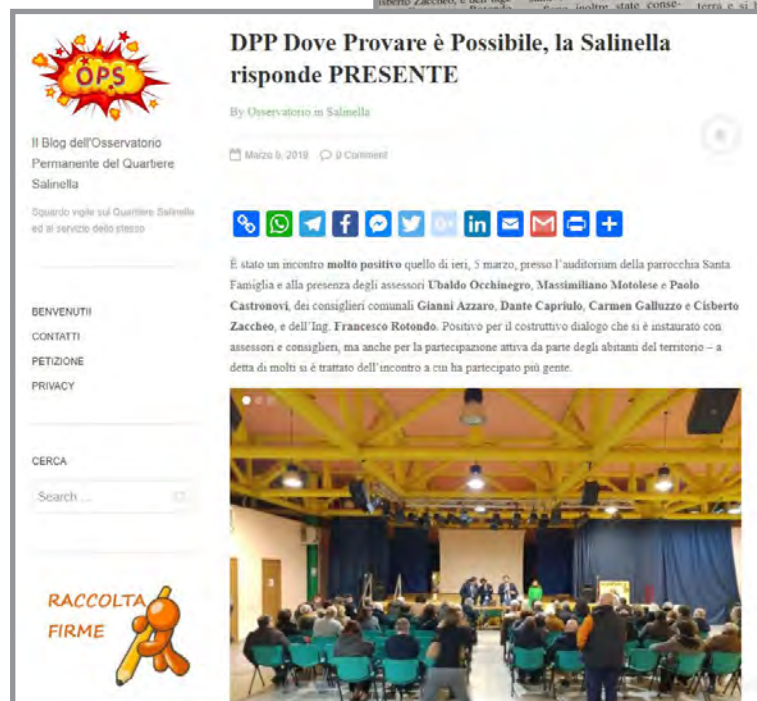 DPP Dove Provare è Possibile, la Salinella
risponde PRESENTE
By Osservatorio in Salinella
Marzo 6, 2019 0 Comment
OPS
Il Blog dell'Osservatorio
Permanente del Quartiere
Salinella
Sguardo vigile sul Quartiere Salinella
ed al servizio dello stesso
BENVENUTI!
CONTATTI
PETIZIONE
PRIVACY
CERCA
Search ...
RACCOLTA
FIRME
È stato un incontro molto positivo quello di ieri, 5 marzo, presso l'auditorium della parrocchia Santa
Famiglia e alla presenza degli assessori Ubaldo Occhinegro, Massimiliano Motolese e Paolo
Castronovi, dei consiglieri comunali Gianni Azzaro, Dante Capriulo, Carmen Galluzzo e Cisberto
Zaccheo, e dell'Ing. Francesco Rotondo. Positivo per il costruttivo dialogo che si è instaurato con
assessori e consiglieri, ma anche per la partecipazione attiva da parte degli abitanti del territorio – a
detta di molti si è trattato dell'incontro a cui ha partecipato più gente.